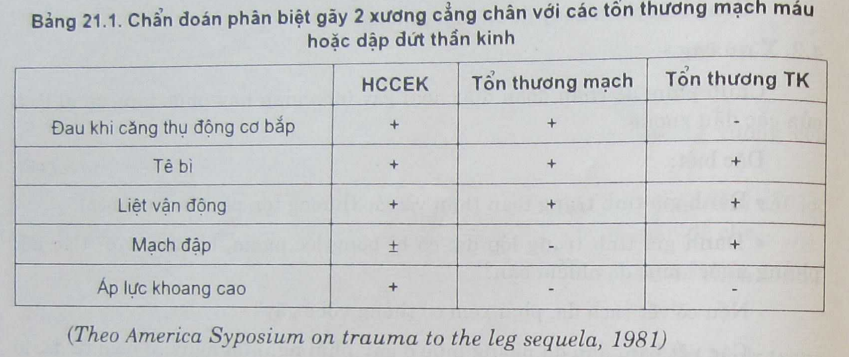 Bảng 21.1. Chẩn đoán phân biệt gãy 2 xương cẳng chân với các tổn thương mạch máu
hoặc dập đứt thần kinh
HCCEK Tổn thương mạch Tổn thương TK
Đau khi căng thụ động cơ bắp + +
Tê bì + + +
Liệt vận động + + +
Mạch đập ± - +
Áp lực khoang cao + - -
(Theo America Syposium on trauma to the leg sequela, 1981)